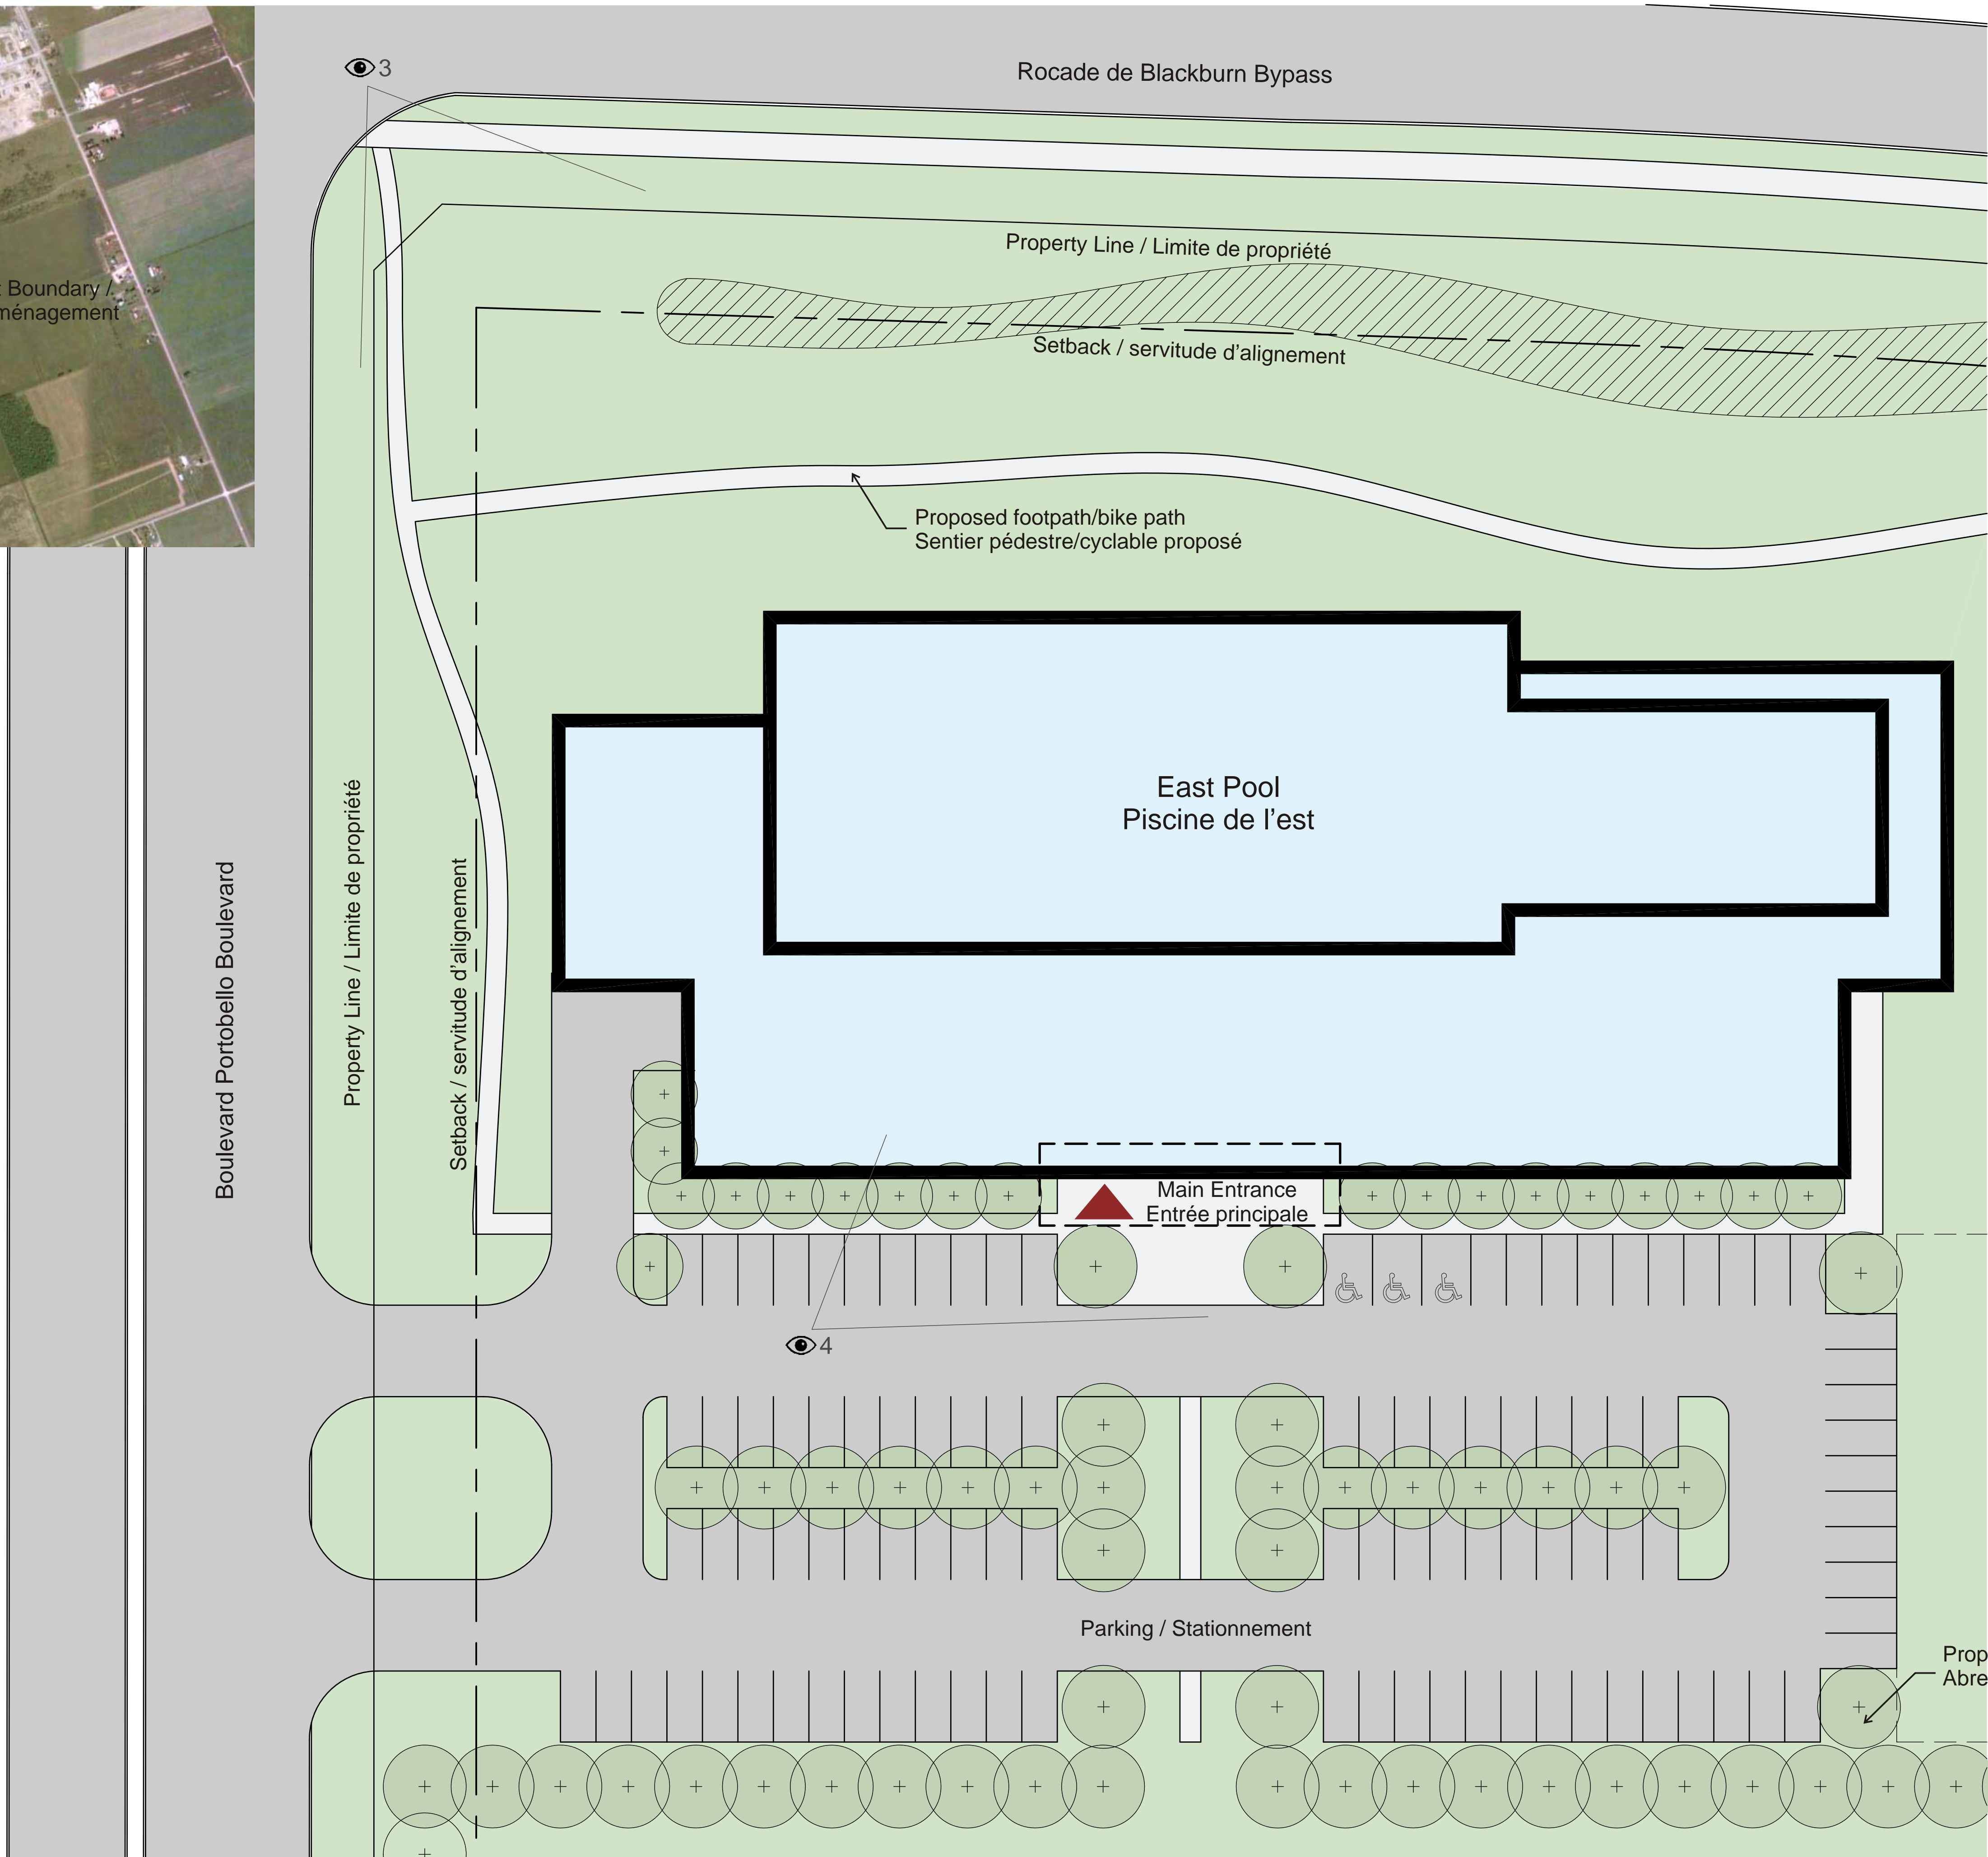 3
Rocade de Blackburn Bypass
Property Line / Limite de propriété
Boundary /
Setback / servitude d'alignement
Proposed footpath/bike path
Sentier pédestre/cyclable proposé
East Pool
Piscine de l'est
Boulevard Portobello Boulevard
Property Line / Limite de propriété
Setback / servitude d'alignement
Main Entrance
Entrée principale
4
Parking / Stationnement
Prop
Abre